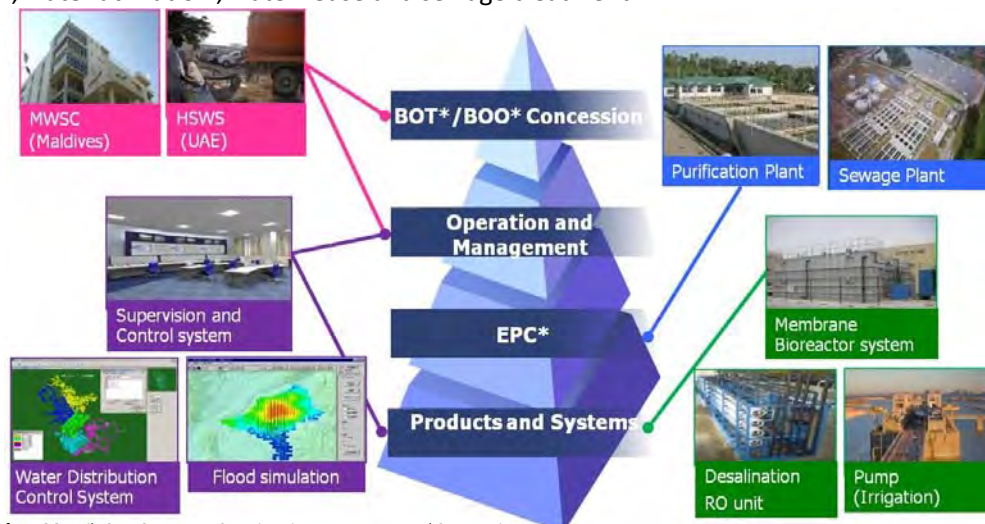 MWSC
(Maldives)
HSWS
(UAE)
BOT*/BOO* Concession
Purification Plant
Sewage Plant
Operation and
Management
Supervision and
Control system
EPC*
Membrane
Bioreactor system
Products and Systems
Water Distribution
Control System
Flood simulation
Desalination
RO unit
Pump
(Irrigation)